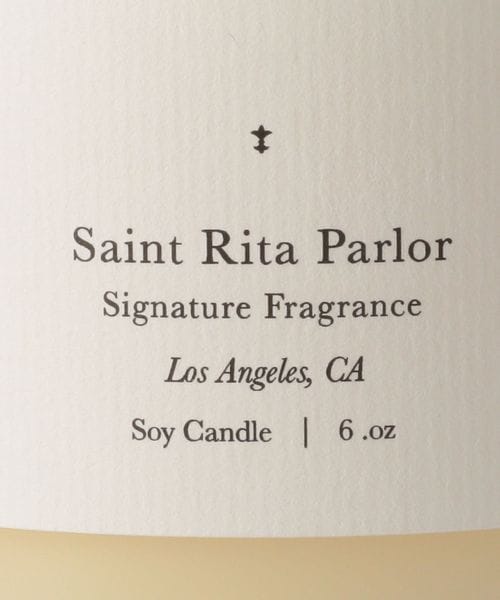 Saint Rita Parlor
Signature Fragrance
Los Angeles, CA
Soy Candle | 6 .oz